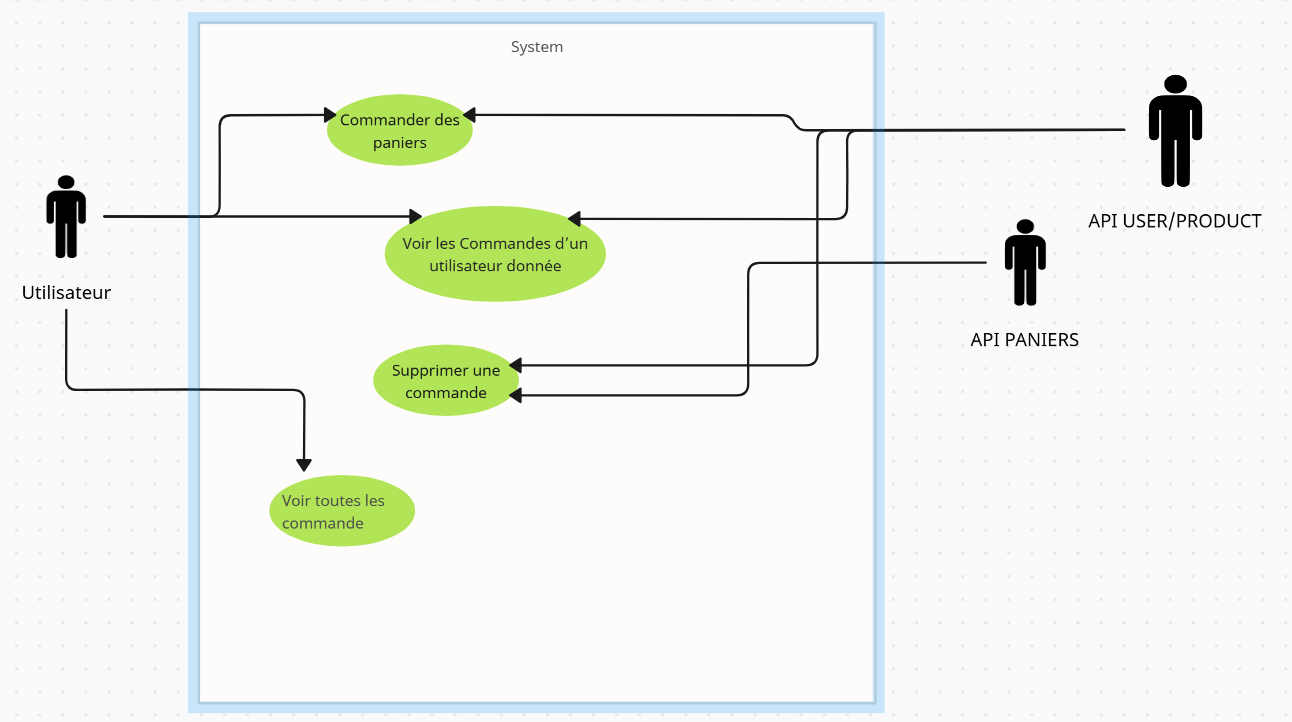 System
Commander des
paniers
Voir les Commandes d’un
utilisateur donnée
Supprimer une
commande
Voir toutes les
commande
Utilisateur
API USER/PRODUCT
API PANIERS